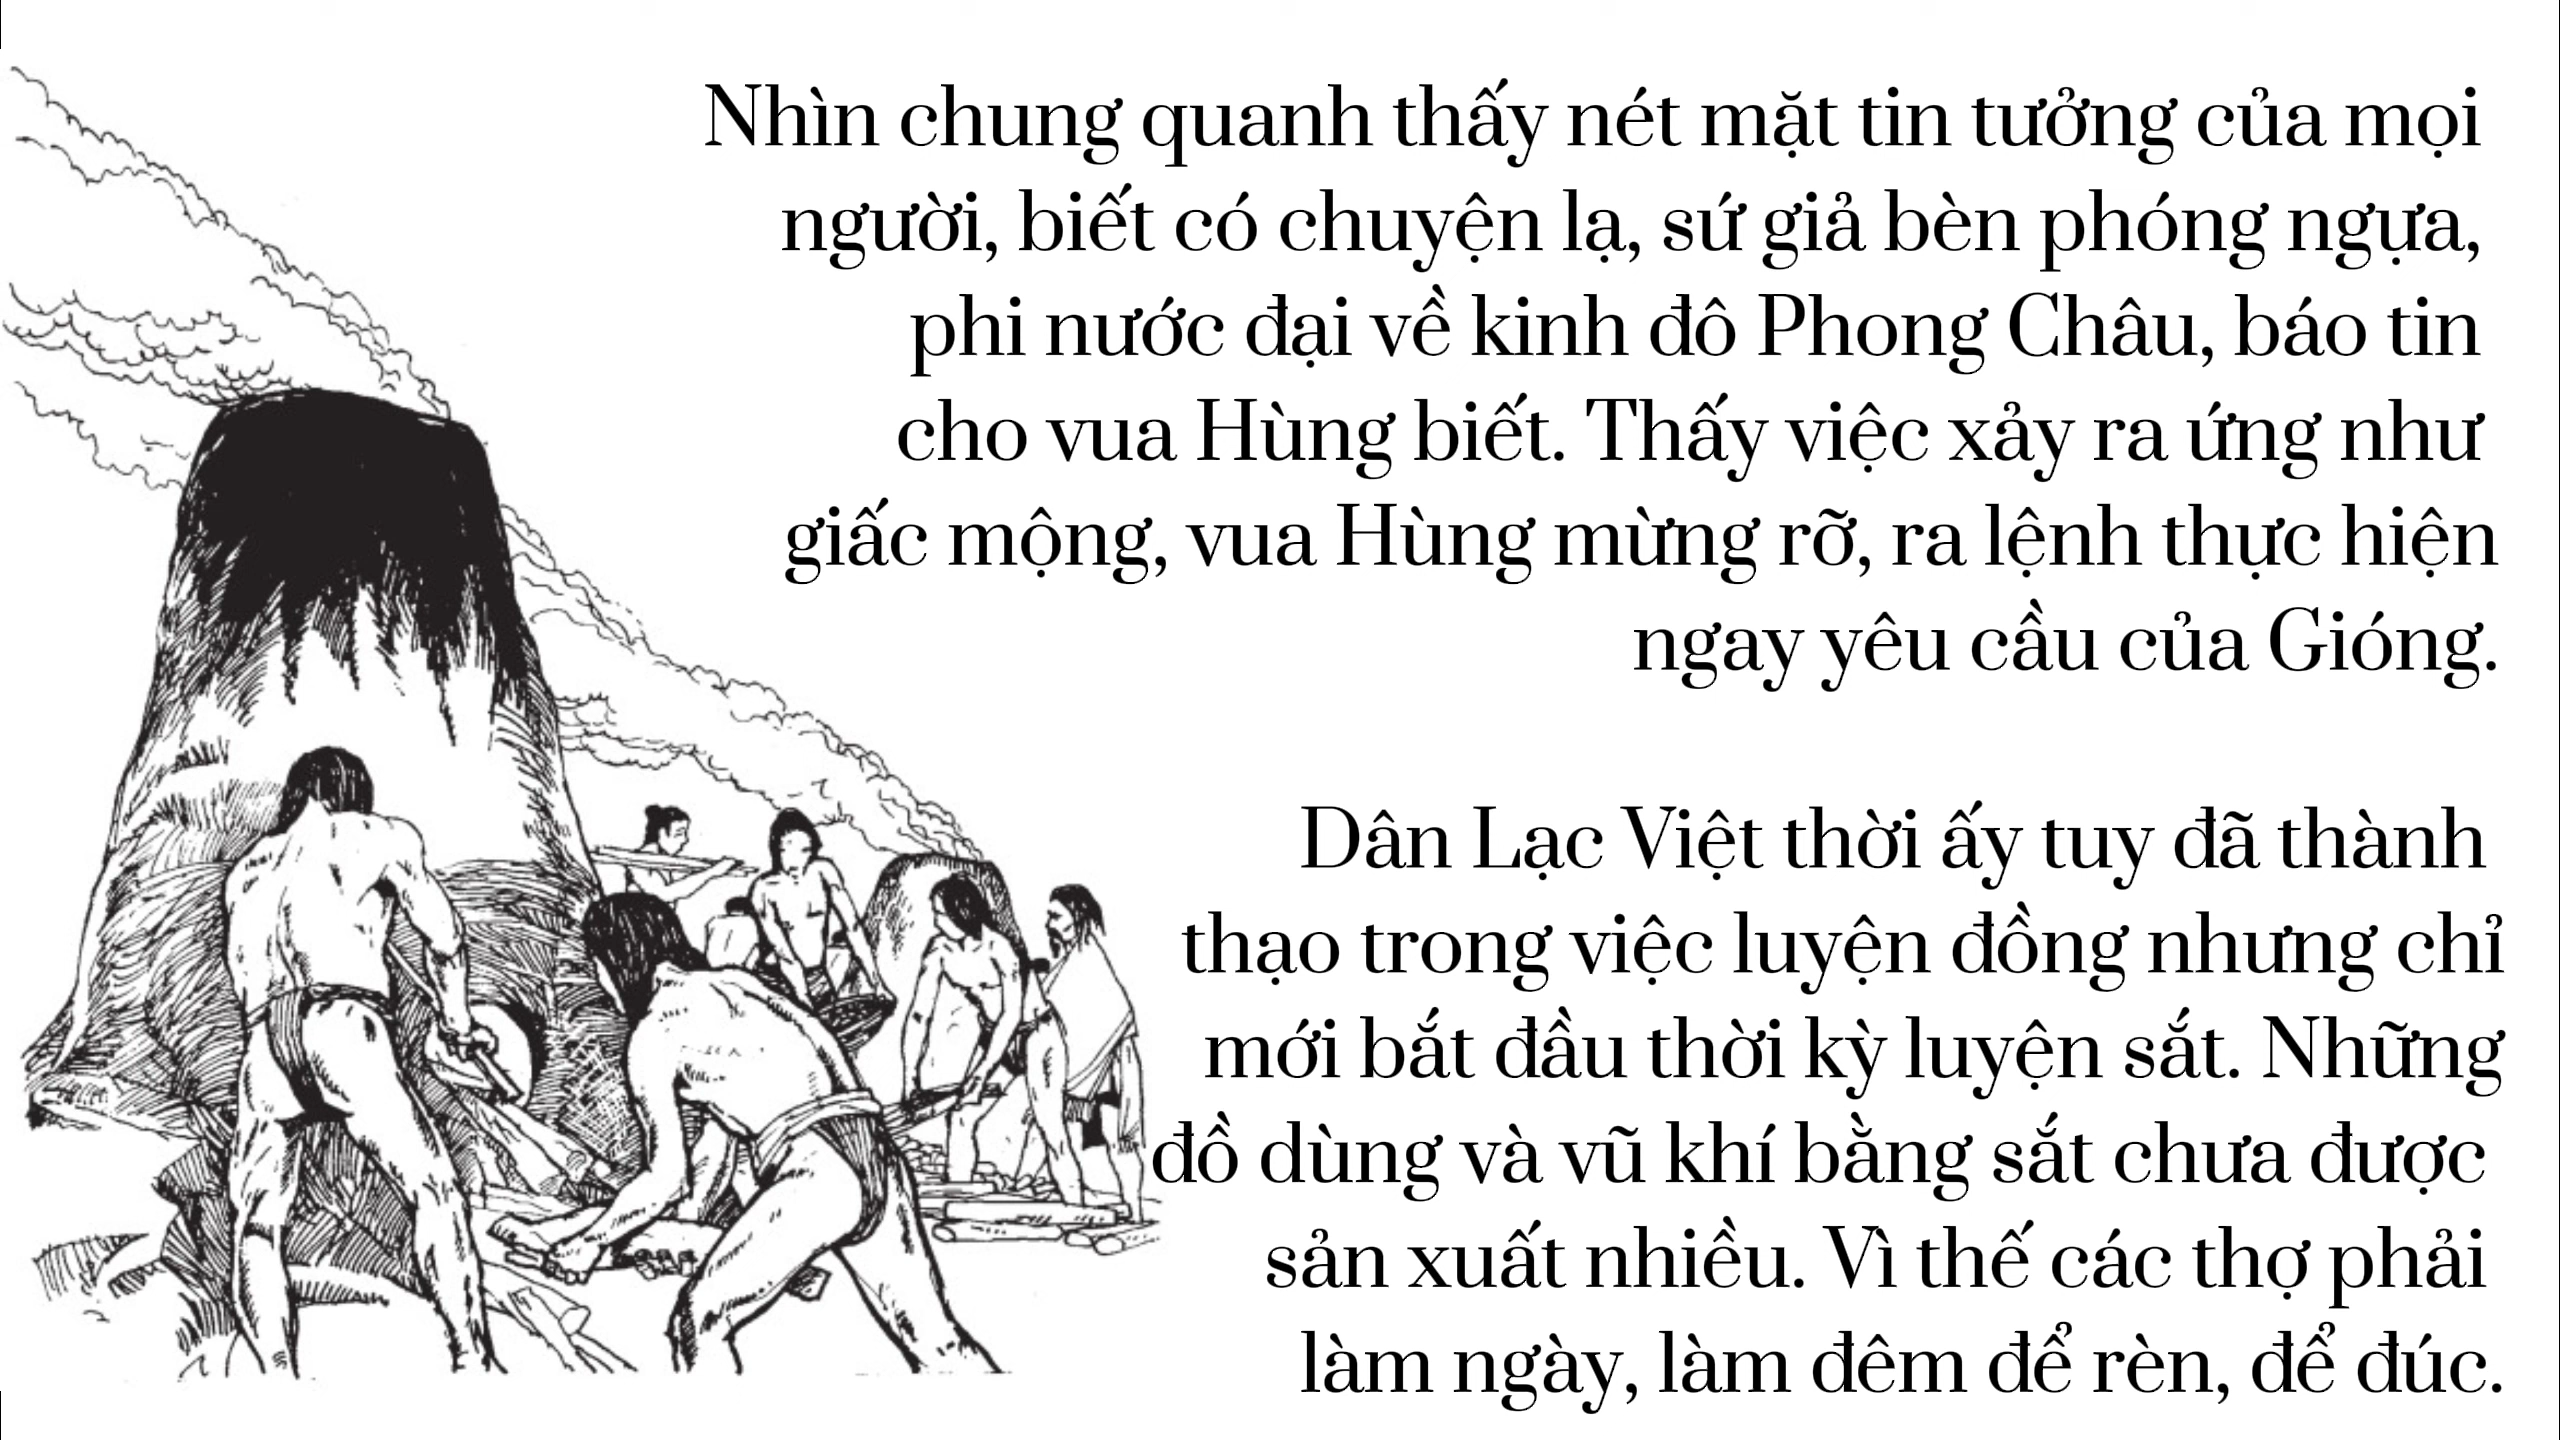 Nhìn chung quanh thấy nét mặt tin tưởng của mọi
người, biết có chuyện lạ, sứ giả bèn phóng ngựa,
phi nước đại về kinh đô Phong Châu, báo tin
cho vua Hùng biết. Thấy việc xảy ra ứng như
giấc mộng, vua Hùng mừng rỡ, ra lệnh thực hiện
ngay yêu cầu của Gióng.
Dân Lạc Việt thời ấy tuy đã thành
thạo trong việc luyện đồng nhưng chỉ
mới bắt đầu thời kỳ luyện sắt. Những
đồ dùng và vũ khí bằng sắt chưa được
sản xuất nhiều. Vì thế các thợ phải
làm ngày, làm đêm để rèn, để đúc.